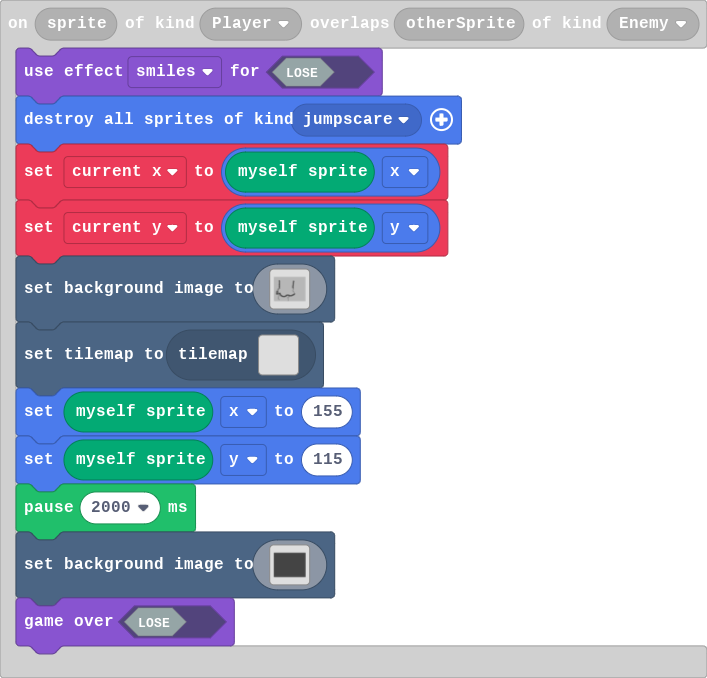 on sprite of kind Player overlaps otherSprite of kind Enemy
use effect smiles for LOSE
destroy all sprites of kind jumpscare
set current x to myself sprite x
set current y to myself sprite y
set background image to
set tilemap to tilemap
set myself sprite x to 155
set myself sprite y to 115
pause 2000 ms
set background image to
game over LOSE